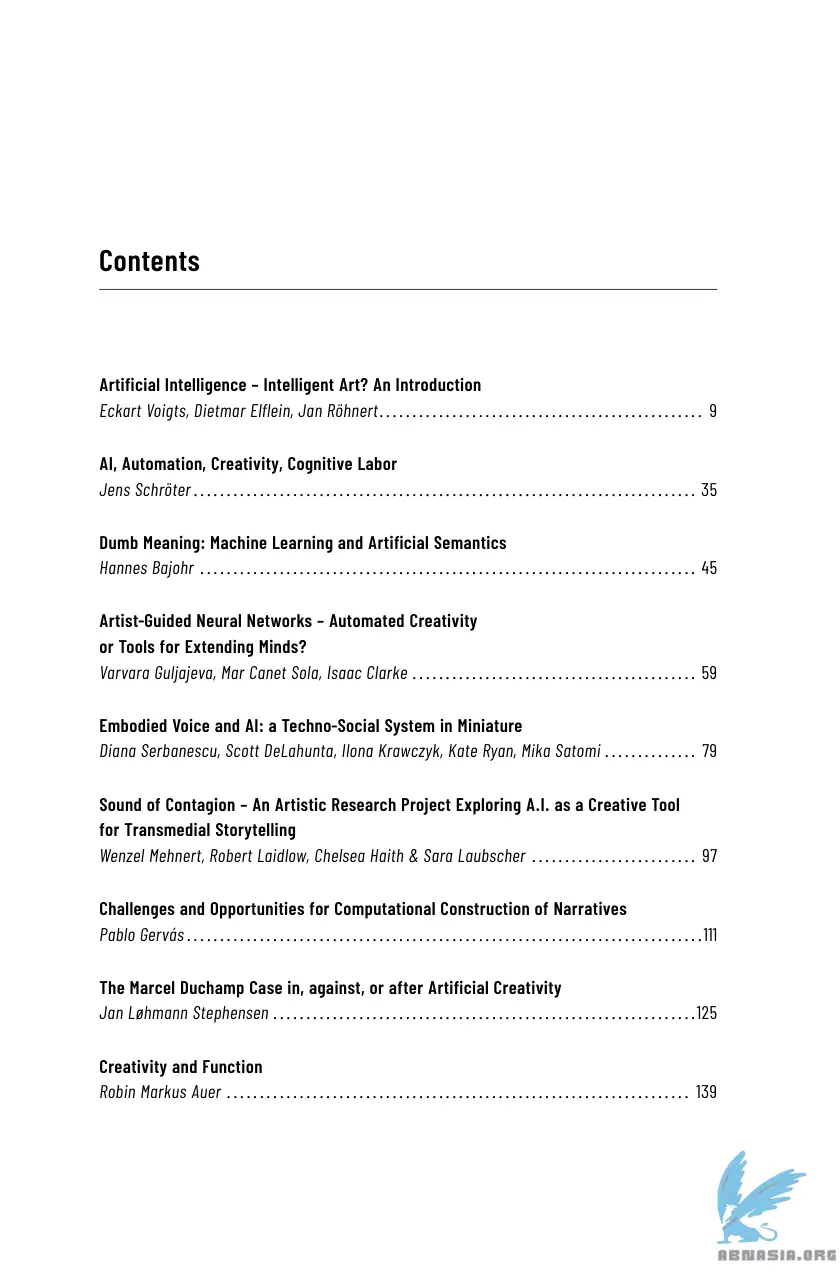 Contents
Artificial Intelligence – Intelligent Art? An Introduction
Eckart Voigts, Dietmar Elflein, Jan Röhnert................................................. 9
AI, Automation, Creativity, Cognitive Labor
Jens Schröter............................................................................ 35
Dumb Meaning: Machine Learning and Artificial Semantics
Hannes Bajohr ........................................................................... 45
Artist-Guided Neural Networks – Automated Creativity
or Tools for Extending Minds?
Varvara Guljajeva, Mar Canet Sola, Isaac Clarke ........................................... 59
Embodied Voice and AI: a Techno-Social System in Miniature
Diana Serbanescu, Scott DeLahunta, Ilona Krawczyk, Kate Ryan, Mika Satomi .............. 79
Sound of Contagion – An Artistic Research Project Exploring A.I. as a Creative Tool
for Transmedial Storytelling
Wenzel Mehnert, Robert Laidlow, Chelsea Haith & Sara Laubscher ......................... 97
Challenges and Opportunities for Computational Construction of Narratives
Pablo Gervás..............................................................................111
The Marcel Duchamp Case in, against, or after Artificial Creativity
Jan Løhmann Stephensen ................................................................125
Creativity and Function
Robin Markus Auer ...................................................................... 139
ABNASIA.ORG